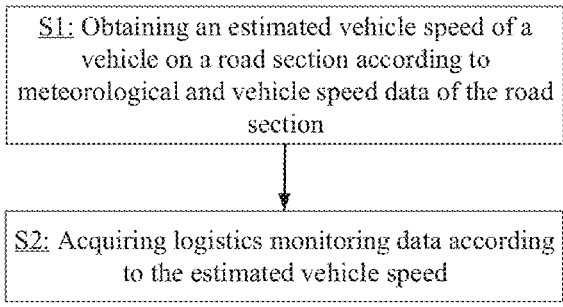 S1: Obtaining an estimated vehicle speed of a
vehicle on a road section according to
meteorological and vehicle speed data of the road
section
S2: Acquiring logistics monitoring data according
to the estimated vehicle speed